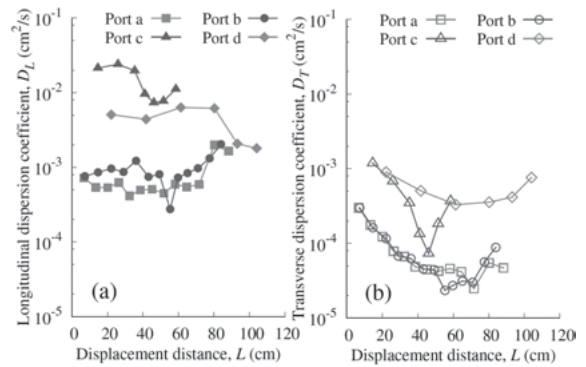 Port a Port b
Port c Port d
Longitudinal dispersion coefficient, D_L (cm²/s)
10⁻¹
10⁻²
10⁻³
10⁻⁴
10⁻⁵
(a)
0 20 40 60 80 100 120
Displacement distance, L (cm)
Port a Port b
Port c Port d
Transverse dispersion coefficient, D_T (cm²/s)
10⁻¹
10⁻²
10⁻³
10⁻⁴
10⁻⁵
(b)
0 20 40 60 80 100 120
Displacement distance, L (cm)